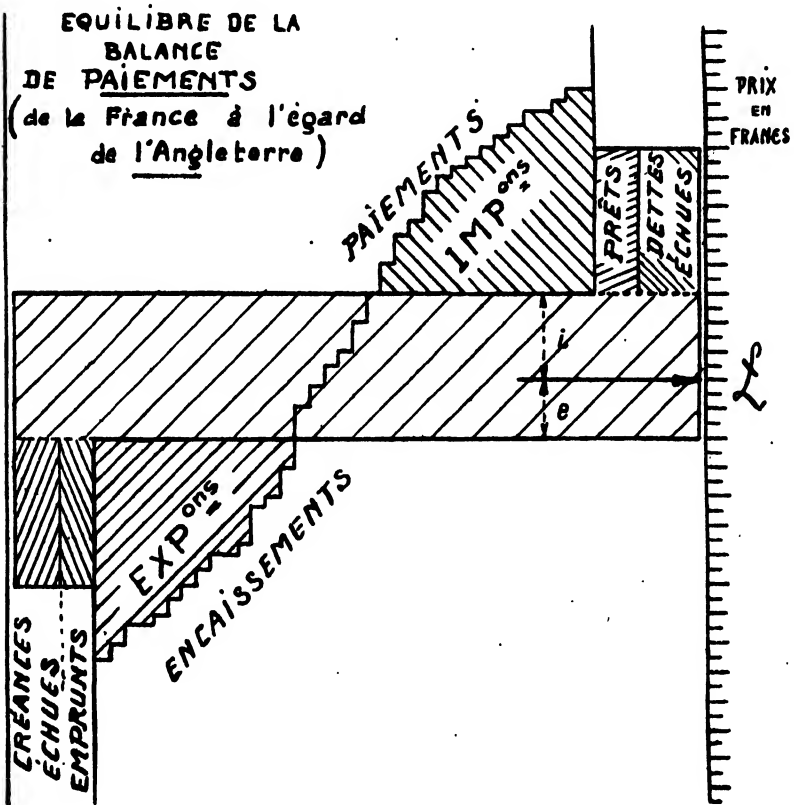 EQUILIBRE DE LA
BALANCE
DE PAIEMENTS
(de la France à l'égard
de l'Angleterre)
PRIX
EN
FRANCS
PAIEMENTS
IMPons
PRÊTS
DETTES
ÉCHUES
i
e
£
EXPons
ENCAISSEMENTS
CRÉANCES
ÉCHUES
EMPRUNTS